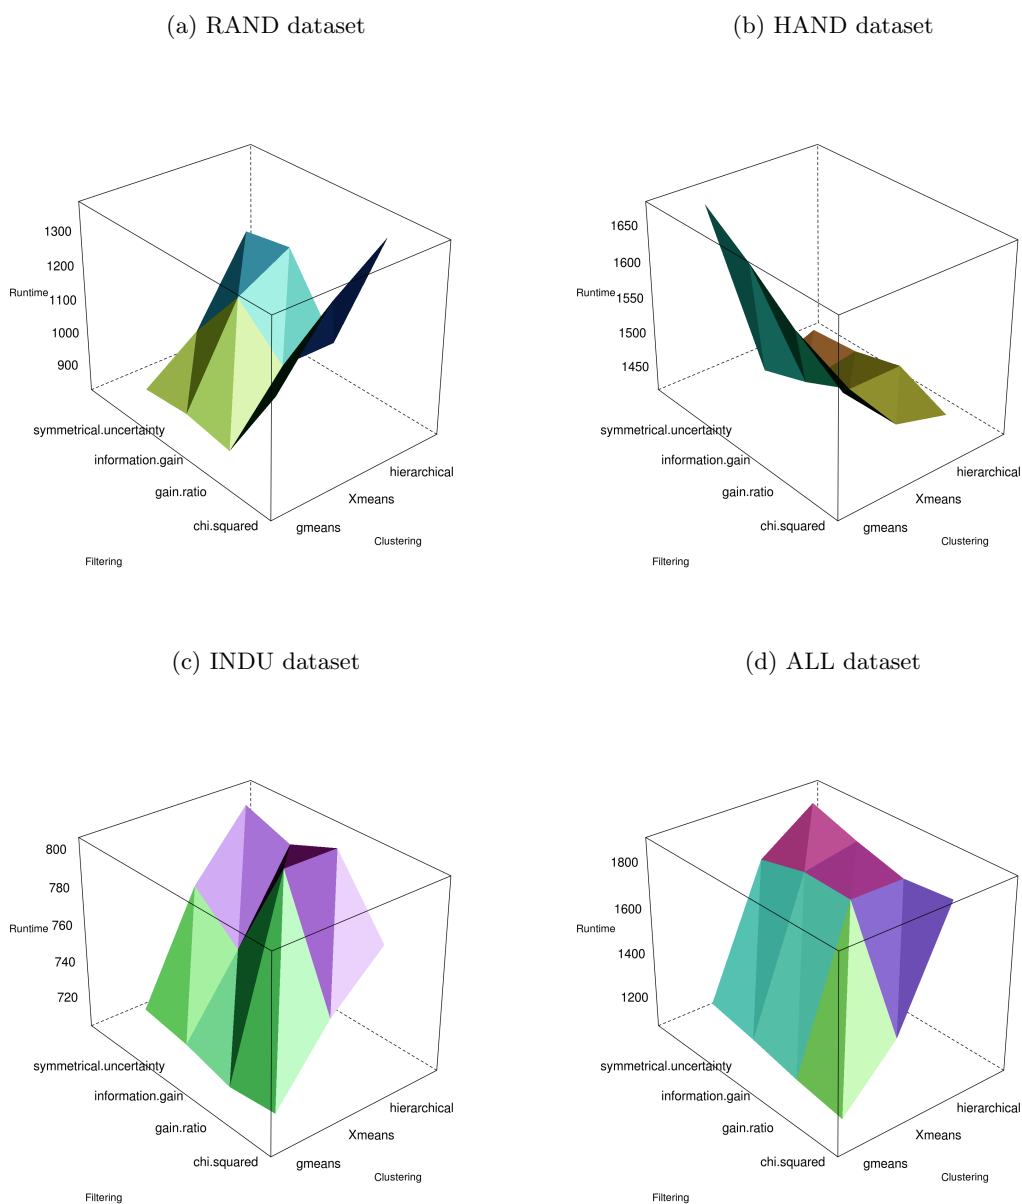 (a) RAND dataset
1300
1200
Runtime
1100
1000
900
symmetrical.uncertainty
information.gain
gain.ratio
chi.squared
gmeans
Xmeans
hierarchical
Clustering
Filtering
(b) HAND dataset
1650
1600
Runtime
1550
1500
1450
symmetrical.uncertainty
information.gain
gain.ratio
chi.squared
gmeans
Xmeans
hierarchical
Clustering
Filtering
(c) INDU dataset
800
780
Runtime
760
740
720
symmetrical.uncertainty
information.gain
gain.ratio
chi.squared
gmeans
Xmeans
hierarchical
Clustering
Filtering
(d) ALL dataset
1800
1600
Runtime
1400
1200
symmetrical.uncertainty
information.gain
gain.ratio
chi.squared
gmeans
Xmeans
hierarchical
Clustering
Filtering